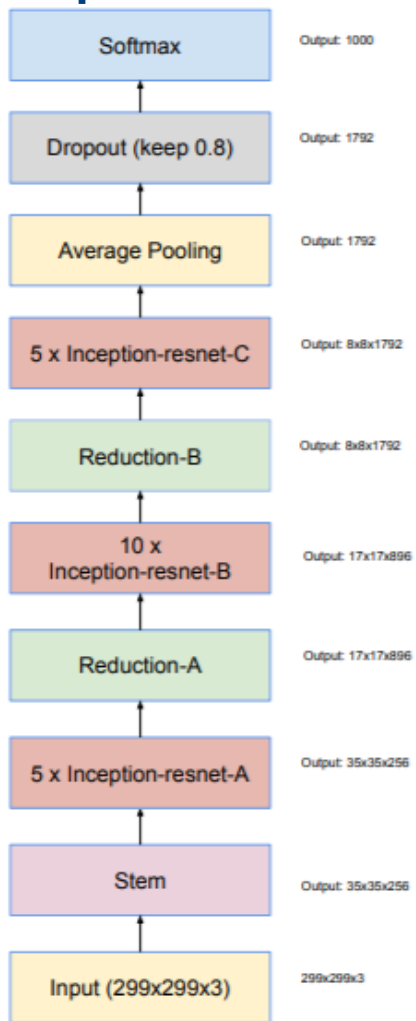 Softmax
Output: 1000
Dropout (keep 0.8)
Output: 1792
Average Pooling
Output: 1792
5 x Inception-resnet-C
Output: 8x8x1792
Reduction-B
Output: 8x8x1792
10 x
Inception-resnet-B
Output: 17x17x896
Reduction-A
Output: 17x17x896
5 x Inception-resnet-A
Output: 35x35x256
Stem
Output: 35x35x256
Input (299x299x3)
299x299x3